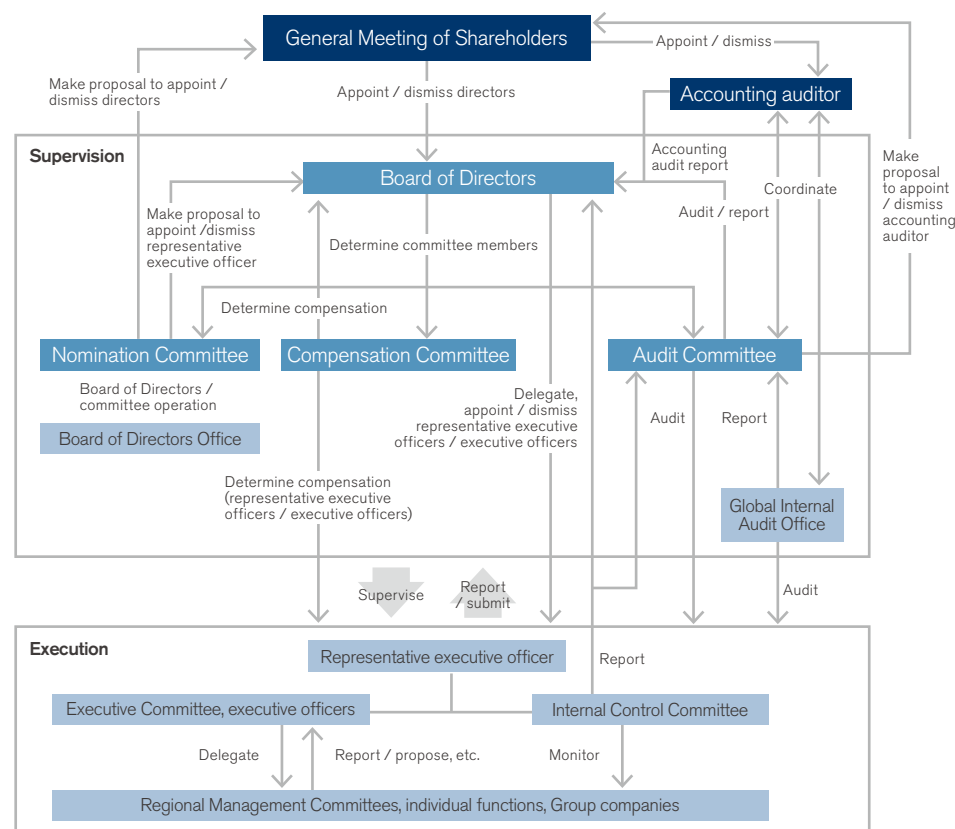 General Meeting of Shareholders
Appoint / dismiss
Make proposal to appoint /
dismiss directors
Appoint / dismiss directors
Accounting auditor
Supervision
Accounting
audit report
Make
proposal
to appoint
/ dismiss
accounting
auditor
Board of Directors
Coordinate
Make proposal to
appoint /dismiss
representative
executive officer
Audit / report
Determine committee members
Determine compensation
Nomination Committee
Compensation Committee
Audit Committee
Board of Directors /
committee operation
Delegate,
appoint / dismiss
representative executive
officers / executive officers
Audit
Report
Board of Directors Office
Determine compensation
(representative executive
officers / executive officers)
Global Internal
Audit Office
Supervise
Report
/ submit
Audit
Execution
Representative executive officer
Report
Executive Committee, executive officers
Internal Control Committee
Delegate
Report / propose, etc.
Monitor
Regional Management Committees, individual functions, Group companies